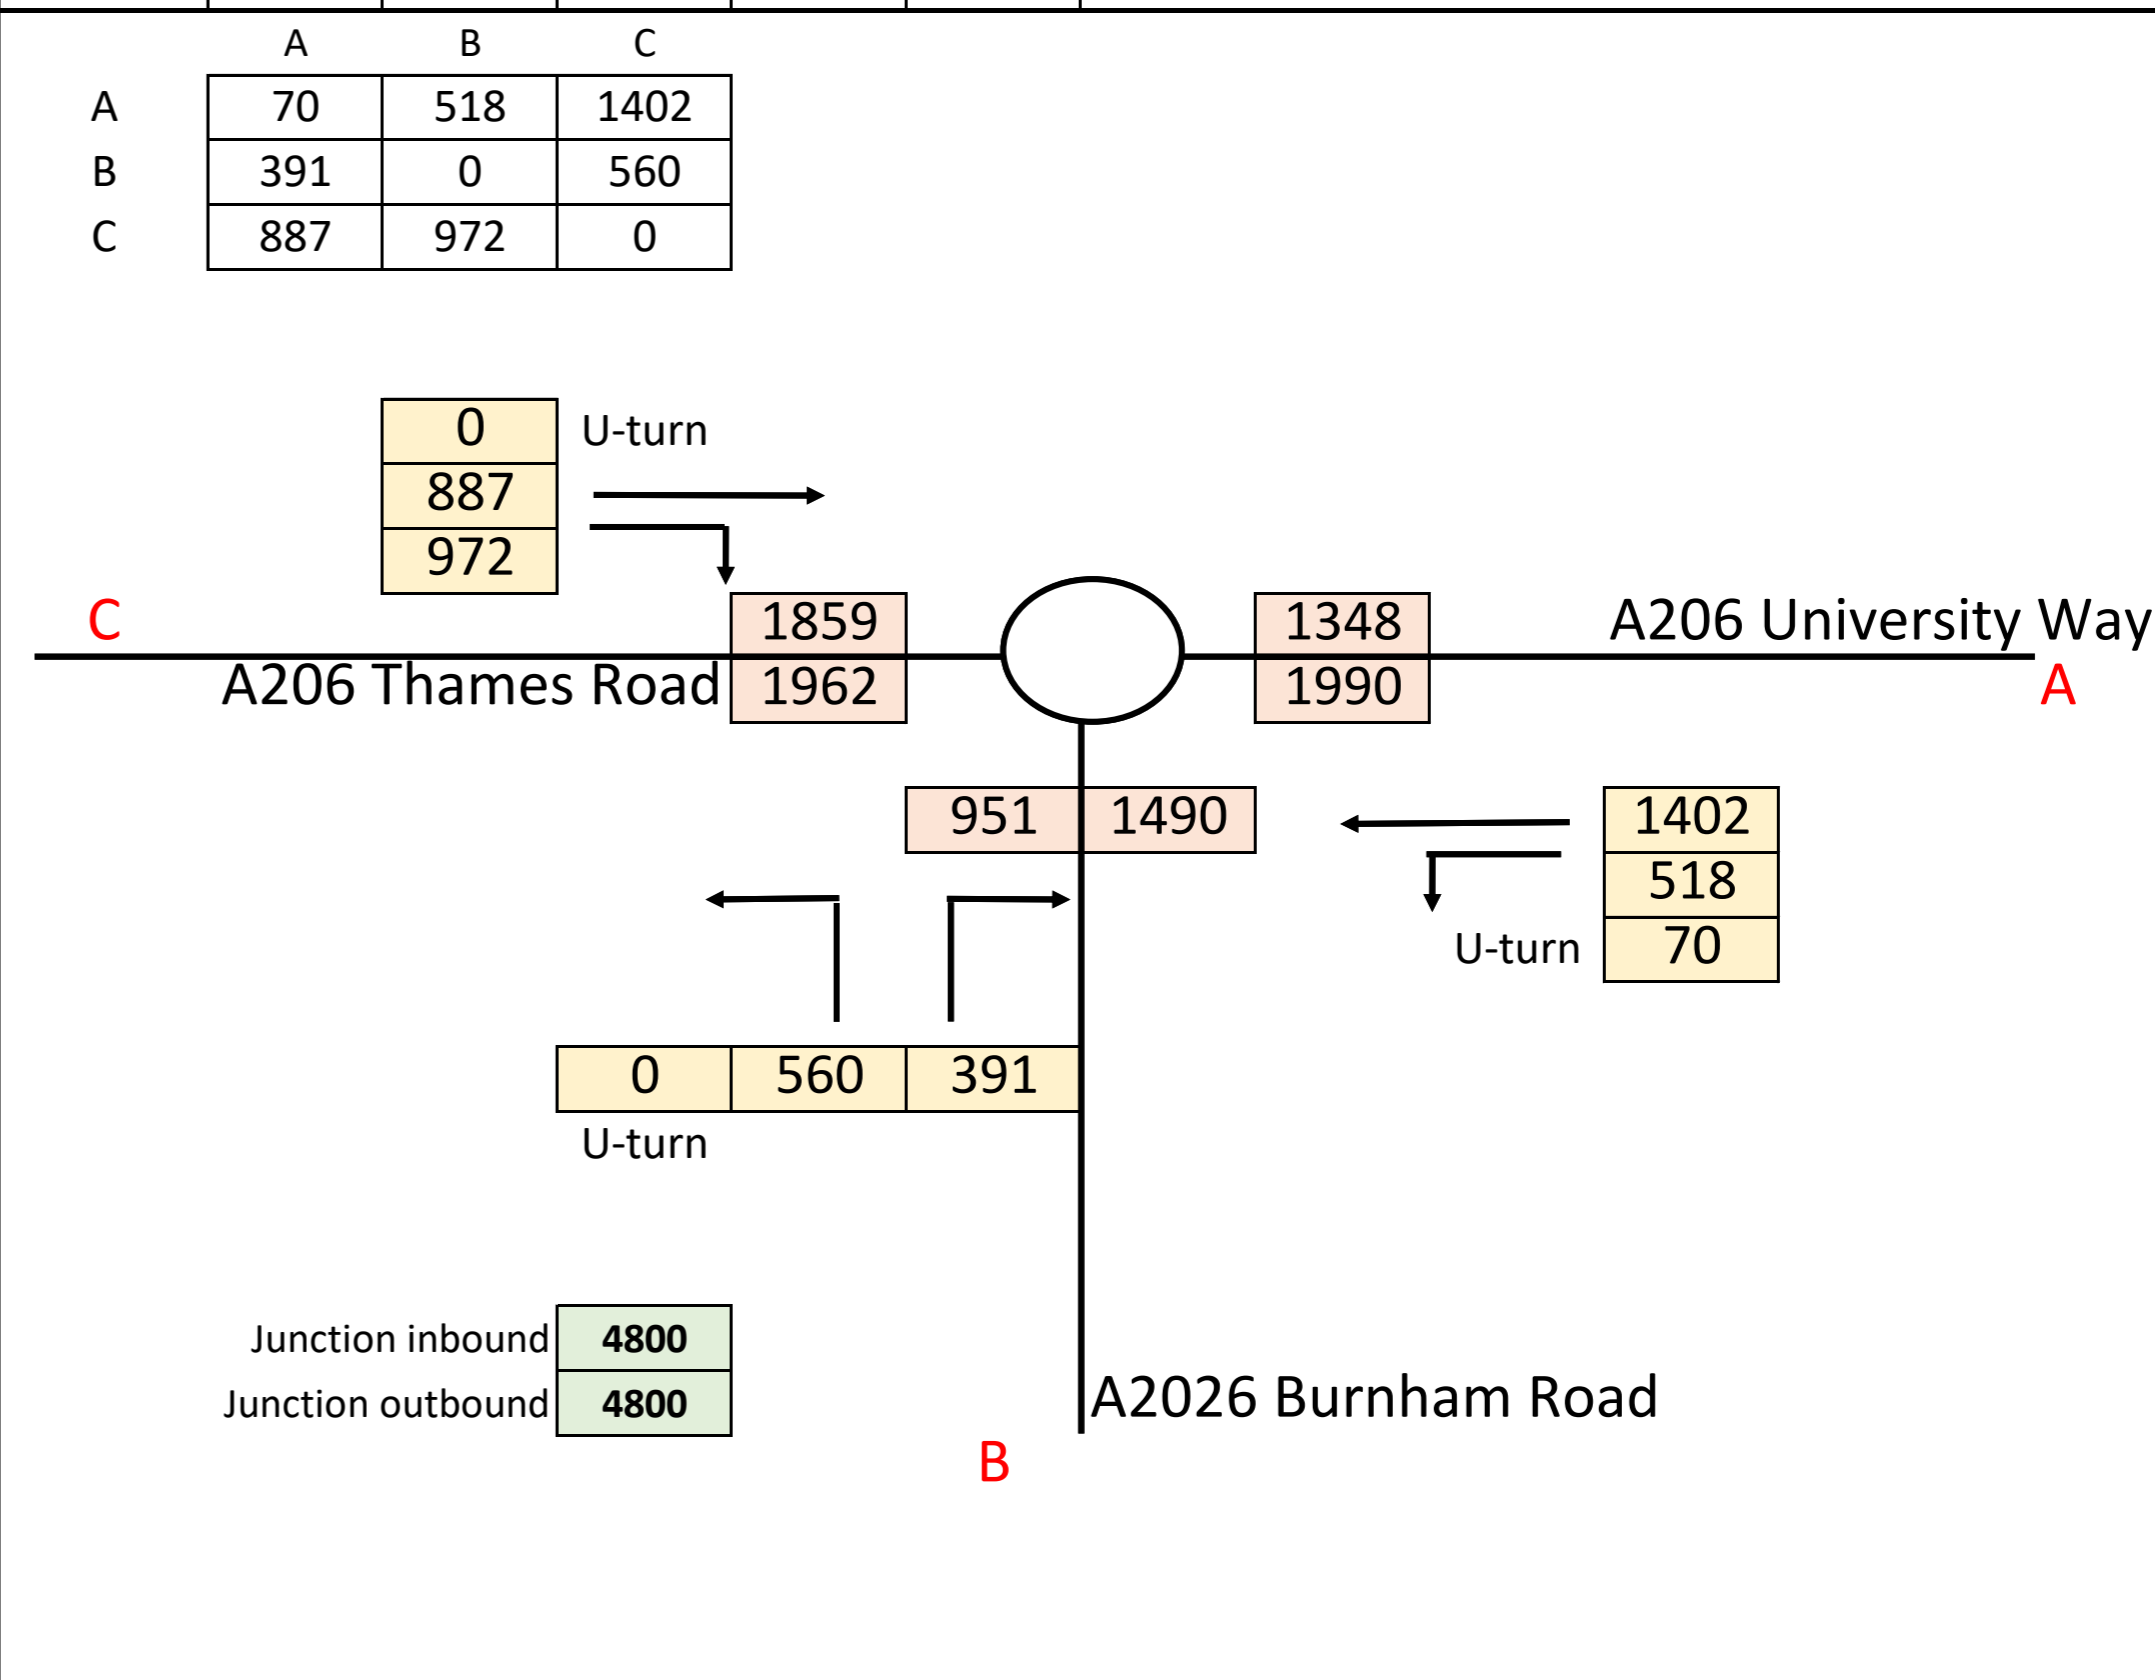 A B C
A 70 518 1402
B 391 0 560
C 887 972 0
0 U-turn
887
972
C 1859 1348 A206 University Way
A206 Thames Road 1962 1990 A
951 1490 1402
518
U-turn 70
0 560 391
U-turn
Junction inbound 4800
Junction outbound 4800
A2026 Burnham Road
B